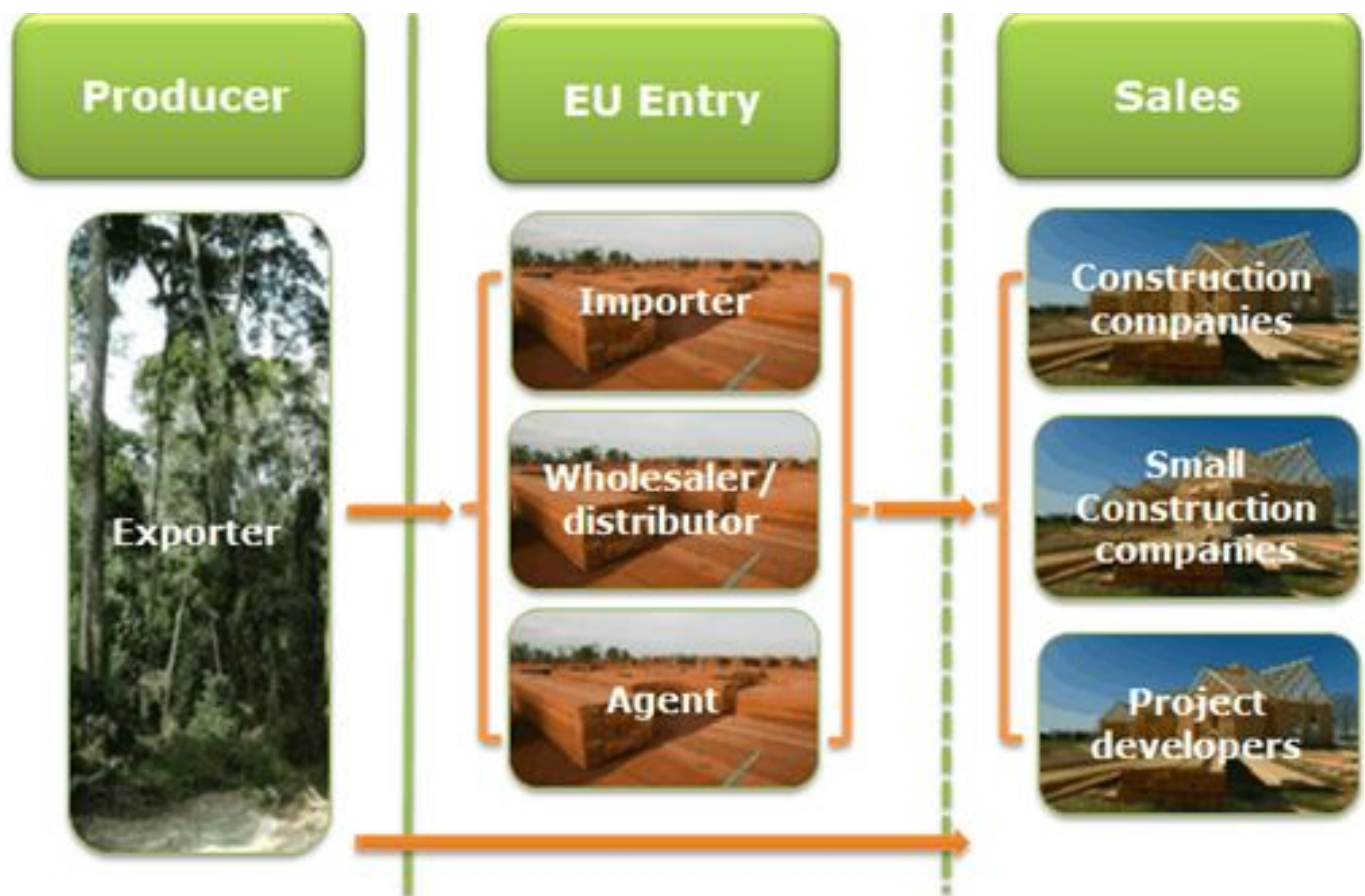 Producer
EU Entry
Sales
Exporter
Importer
Wholesaler/
distributor
Agent
Construction
companies
Small
Construction
companies
Project
developers